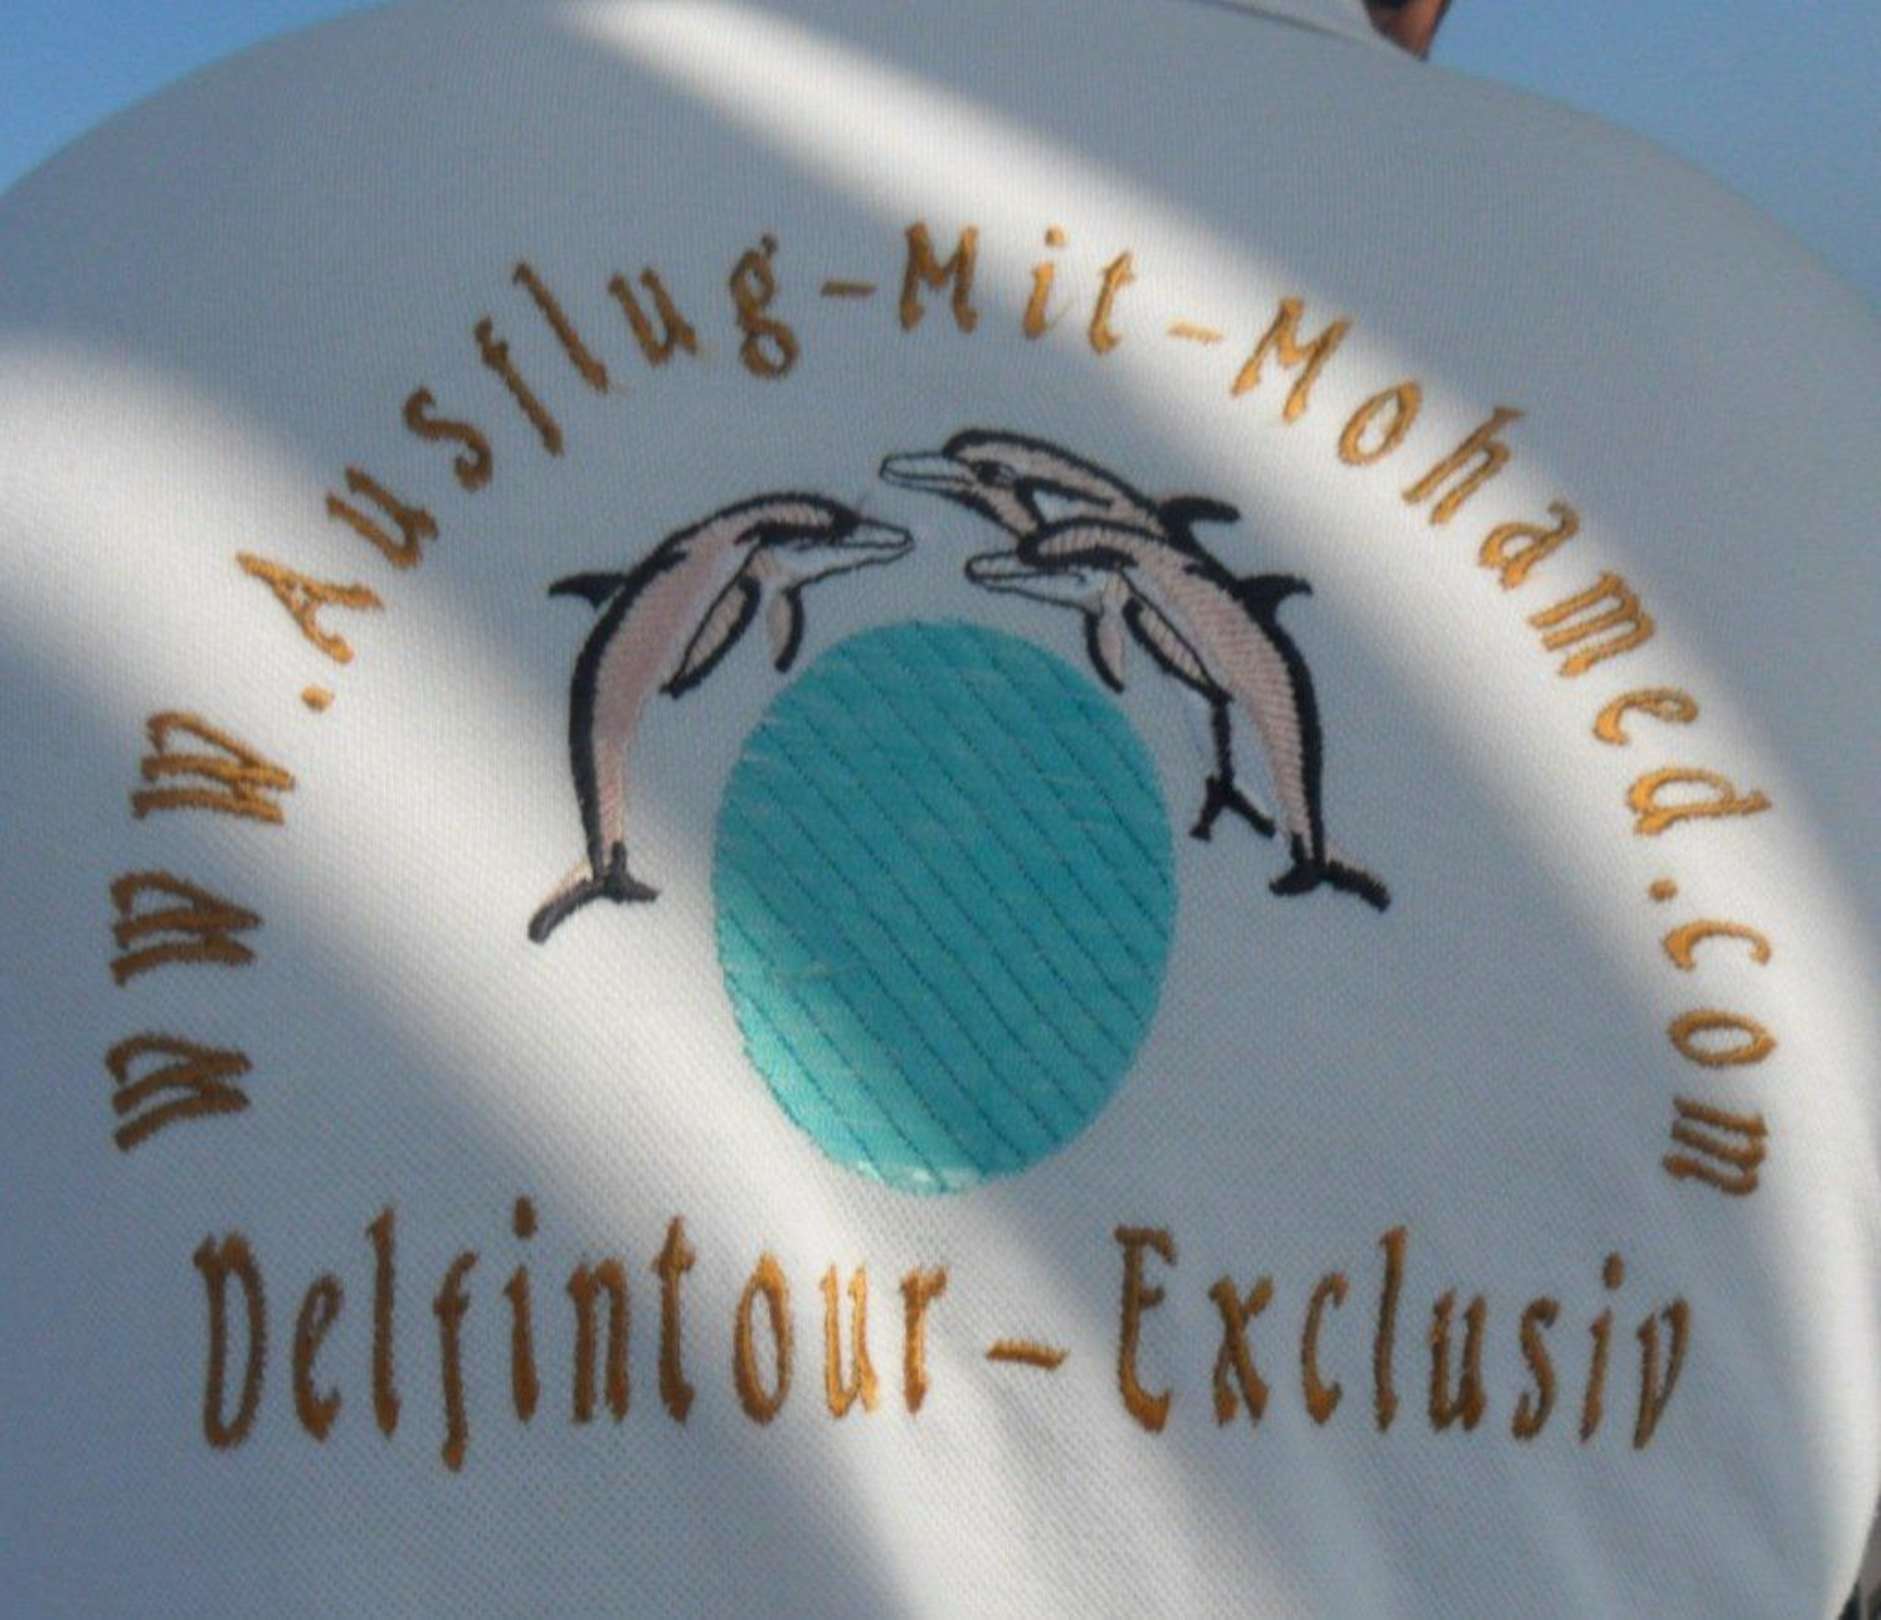 www.Ausflug-Mit-Mohamed.com
Delfintour-Exclusiv